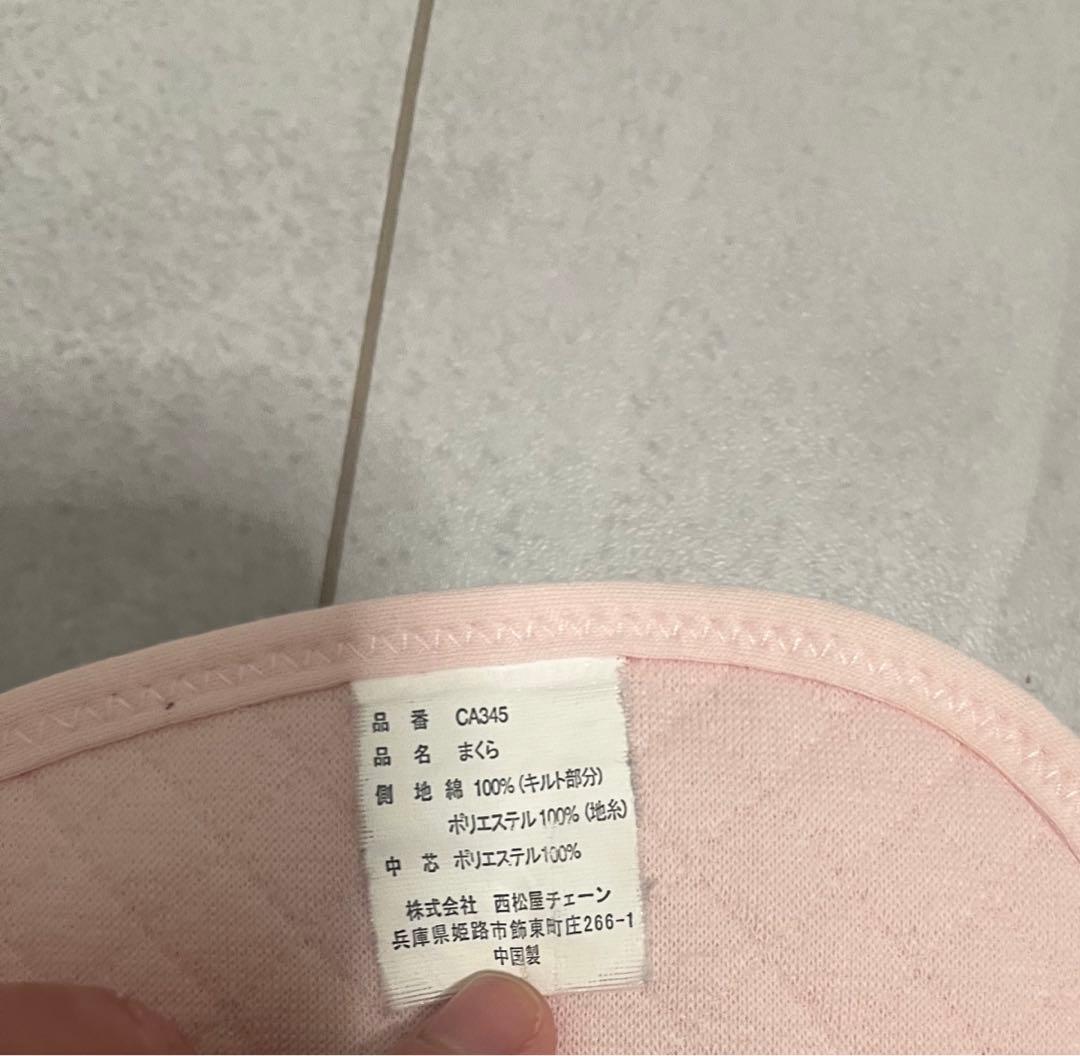 品番 CA345
品名 まくら
側地 綿 100% (キルト部分)
ポリエステル 100% (地糸)
中芯 ポリエステル100%
株式会社 西松屋チェーン
兵庫県姫路市飾東町庄266-1
中国製